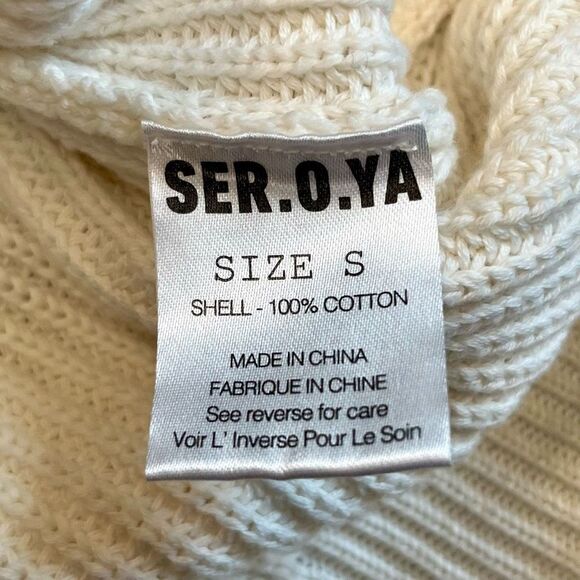 SER.O.YA
SIZE S
SHELL - 100% COTTON
MADE IN CHINA
FABRIQUE IN CHINE
See reverse for care
Voir L' Inverse Pour Le Soin